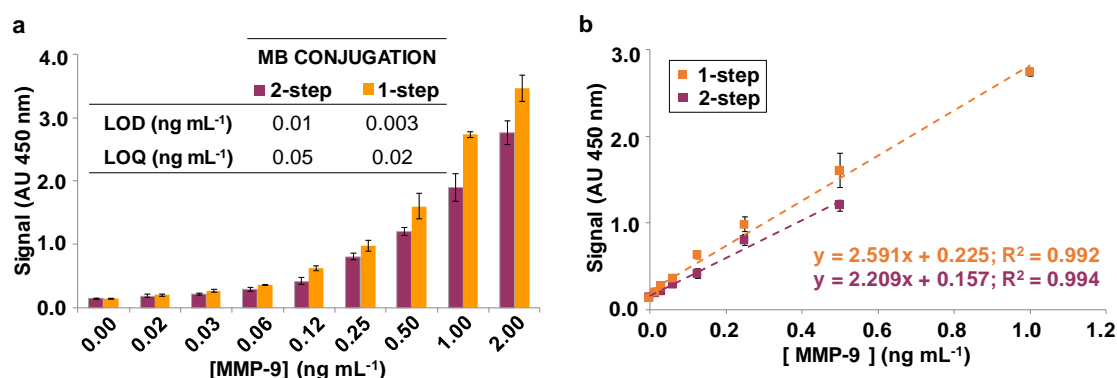 a
MB CONJUGATION
2-step 1-step
LOD (ng mL⁻¹) 0.01 0.003
LOQ (ng mL⁻¹) 0.05 0.02
Signal (AU 450 nm)
4.0
3.0
2.0
1.0
0.0
0.00 0.02 0.03 0.06 0.12 0.25 0.50 1.00 2.00
[MMP-9] (ng mL⁻¹)
b
1-step
2-step
Signal (AU 450 nm)
3.0
2.0
1.0
0.0
y = 2.591x + 0.225; R² = 0.992
y = 2.209x + 0.157; R² = 0.994
0.0 0.2 0.4 0.6 0.8 1.0 1.2
[ MMP-9 ] (ng mL⁻¹)